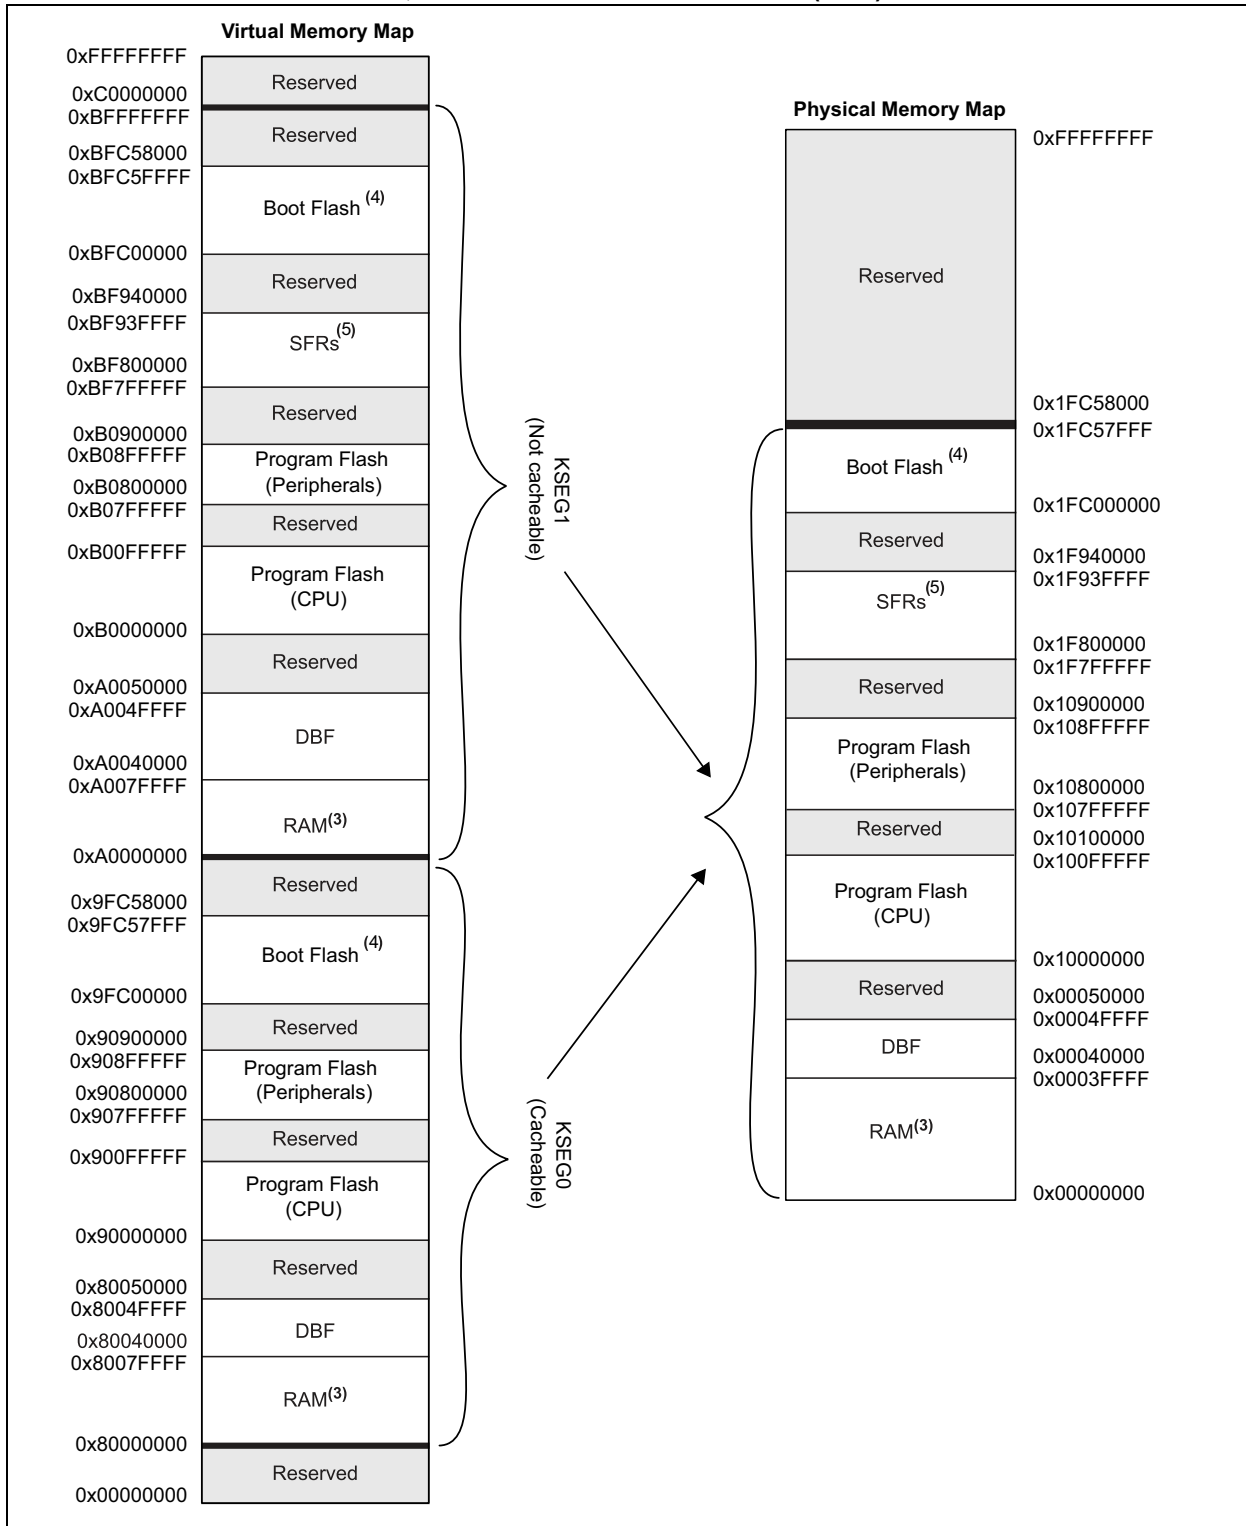 Virtual Memory Map
0xFFFFFFFF
Reserved
0xC0000000
0xBFFFFFFF
Reserved
0xBFC58000
0xBFC5FFFF
Boot Flash (4)
0xBFC00000
Reserved
0xBF940000
0xBF93FFFF
SFRs(5)
0xBF800000
0xBF7FFFFF
Reserved
0xB0900000
0xB08FFFFF
Program Flash
(Peripherals)
0xB0800000
0xB07FFFFF
Reserved
0xB00FFFFF
Program Flash
(CPU)
0xB0000000
Reserved
0xA0050000
0xA004FFFF
DBF
0xA0040000
0xA007FFFF
RAM(3)
0xA0000000
Reserved
0x9FC58000
0x9FC57FFF
Boot Flash (4)
0x9FC00000
Reserved
0x90900000
0x908FFFFF
Program Flash
(Peripherals)
0x90800000
0x907FFFFF
Reserved
0x900FFFFF
Program Flash
(CPU)
0x90000000
Reserved
0x80050000
0x8004FFFF
DBF
0x80040000
0x8007FFFF
RAM(3)
0x80000000
Reserved
0x00000000
KSEG1
(Not cacheable)
KSEG0
(Cacheable)
Physical Memory Map
0xFFFFFFFF
Reserved
0x1FC58000
0x1FC57FFF
Boot Flash (4)
0x1FC000000
Reserved
0x1F940000
0x1F93FFFF
SFRs(5)
0x1F800000
0x1F7FFFFF
Reserved
0x10900000
0x108FFFFF
Program Flash
(Peripherals)
0x10800000
0x107FFFFF
Reserved
0x10100000
0x100FFFFF
Program Flash
(CPU)
0x10000000
Reserved
0x00050000
0x0004FFFF
DBF
0x00040000
0x0003FFFF
RAM(3)
0x00000000